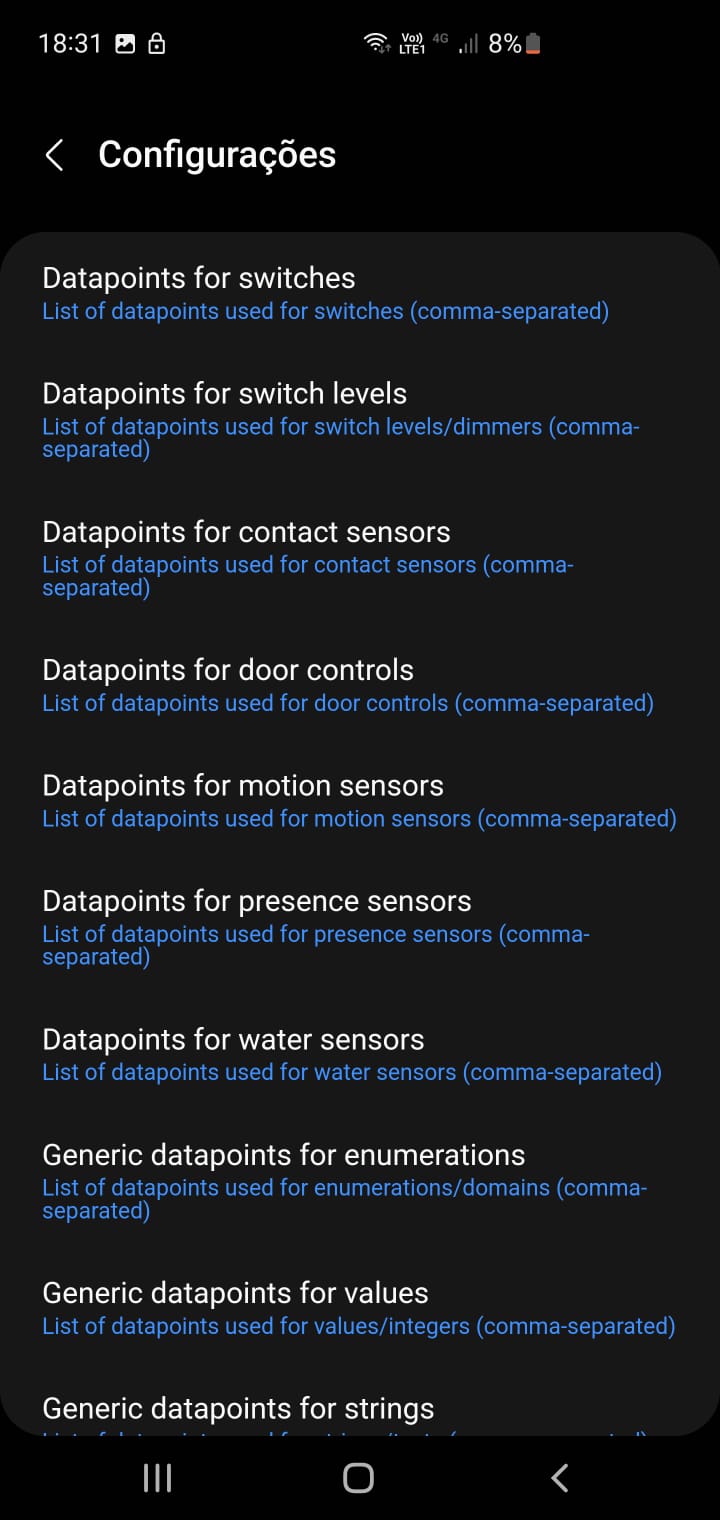 18:31
Vo))
LTE1
4G
8%
Configurações
Datapoints for switches
List of datapoints used for switches (comma-separated)
Datapoints for switch levels
List of datapoints used for switch levels/dimmers (comma-
separated)
Datapoints for contact sensors
List of datapoints used for contact sensors (comma-
separated)
Datapoints for door controls
List of datapoints used for door controls (comma-separated)
Datapoints for motion sensors
List of datapoints used for motion sensors (comma-separated)
Datapoints for presence sensors
List of datapoints used for presence sensors (comma-
separated)
Datapoints for water sensors
List of datapoints used for water sensors (comma-separated)
Generic datapoints for enumerations
List of datapoints used for enumerations/domains (comma-
separated)
Generic datapoints for values
List of datapoints used for values/integers (comma-separated)
Generic datapoints for strings